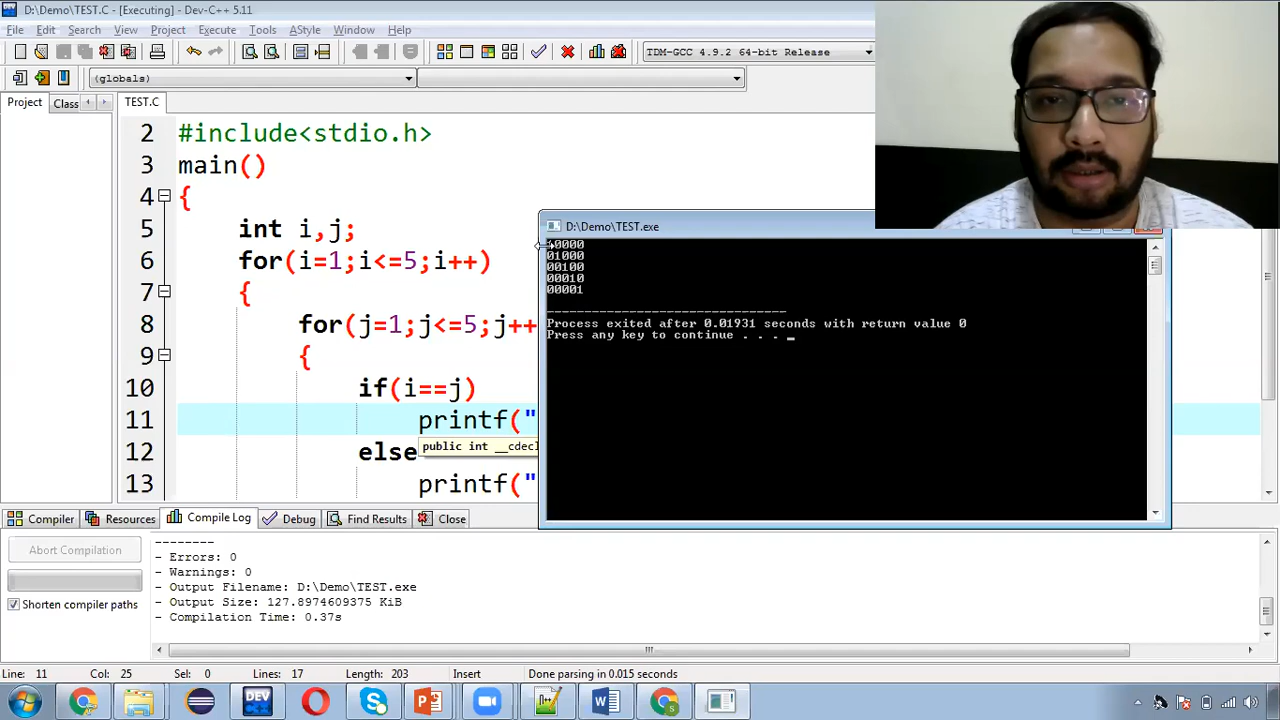 D:\Demo\TEST.C - [Executing] - Dev-C++ 5.11
File Edit Search View Project Execute Tools AStyle Window Help
TDM-GCC 4.9.2 64-bit Release
(globals)
Project Class TEST.C
2 #include<stdio.h>
3 main()
4 {
5 int i,j;
6 for(i=1;i<=5;i++)
7 {
8 for(j=1;j<=5;j++
9 {
10 if(i==j)
11 printf("
public int __cdecl
12 else
13 printf("
D:\Demo\TEST.exe
10000
01000
00100
00010
00001
--------------------------------
Process exited after 0.01931 seconds with return value 0
Press any key to continue . . . _
Compiler Resources Compile Log Debug Find Results Close
Abort Compilation
Shorten compiler paths
--------
- Errors: 0
- Warnings: 0
- Output Filename: D:\Demo\TEST.exe
- Output Size: 127.8974609375 KiB
- Compilation Time: 0.37s
Line: 11 Col: 25 Sel: 0 Lines: 17 Length: 203 Insert Done parsing in 0.015 seconds
DEV